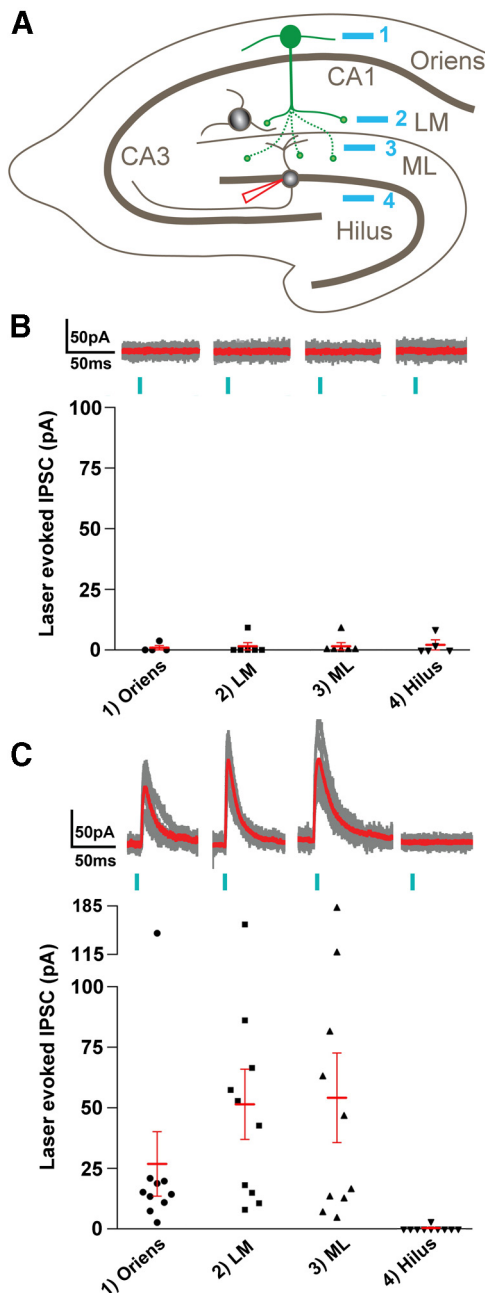 A
1
Oriens
CA1
2 LM
CA3
3
ML
4
Hilus
B
50pA
50ms
100
75
50
25
0
Laser evoked IPSC (pA)
1) Oriens
2) LM
3) ML
4) Hilus
C
50pA
50ms
185
115
100
75
50
25
0
Laser evoked IPSC (pA)
1) Oriens
2) LM
3) ML
4) Hilus